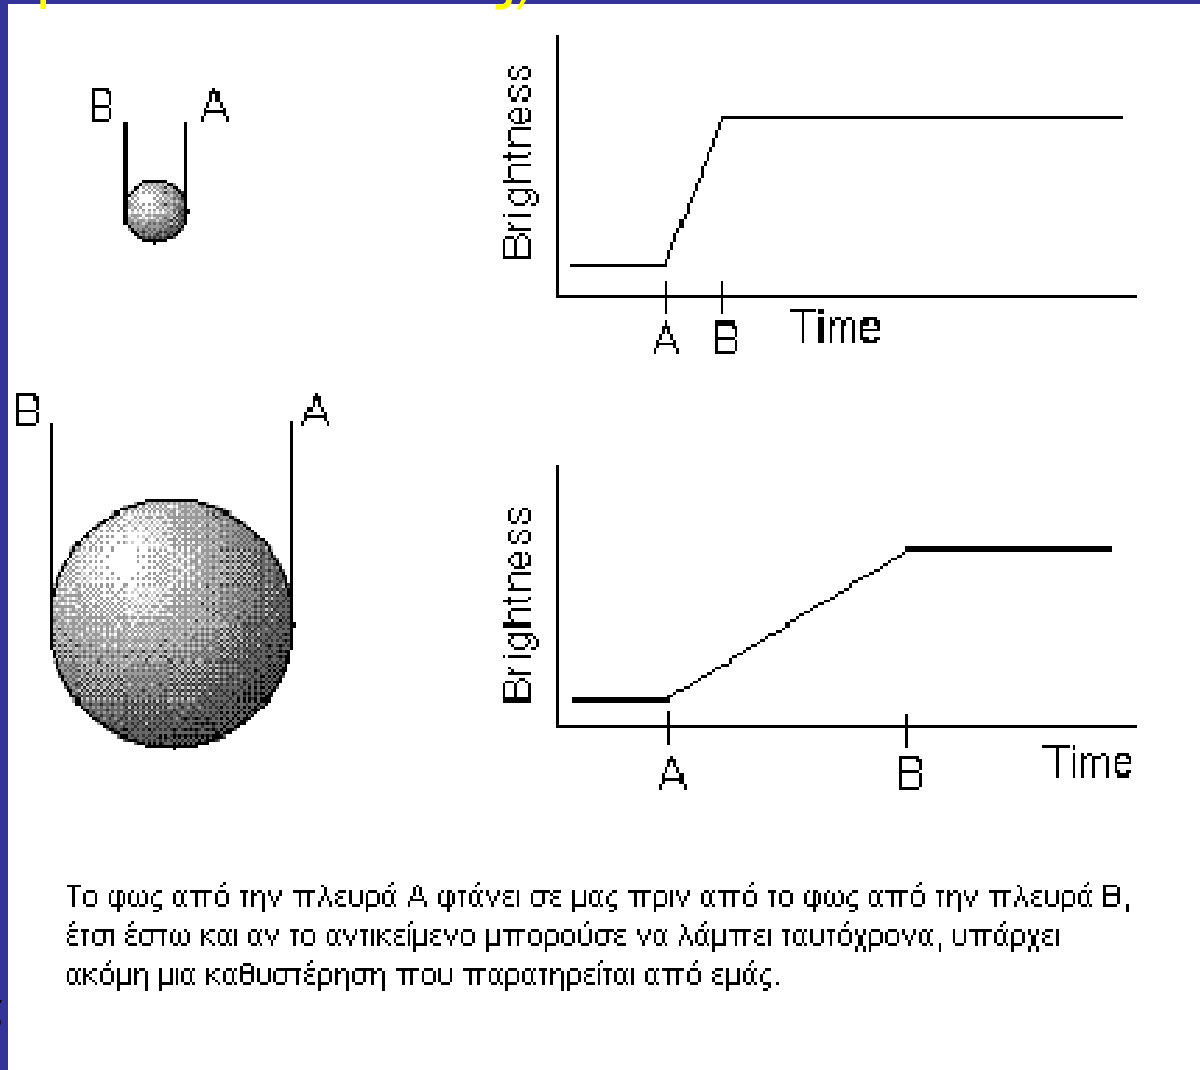 B A
Brightness
A B Time
B A
Brightness
A B Time
Το φως από την πλευρά Α φτάνει σε μας πριν από το φως από την πλευρά Β,
έτσι έστω και αν το αντικείμενο μπορούσε να λάμπει ταυτόχρονα, υπάρχει
ακόμη μια καθυστέρηση που παρατηρείται από εμάς.